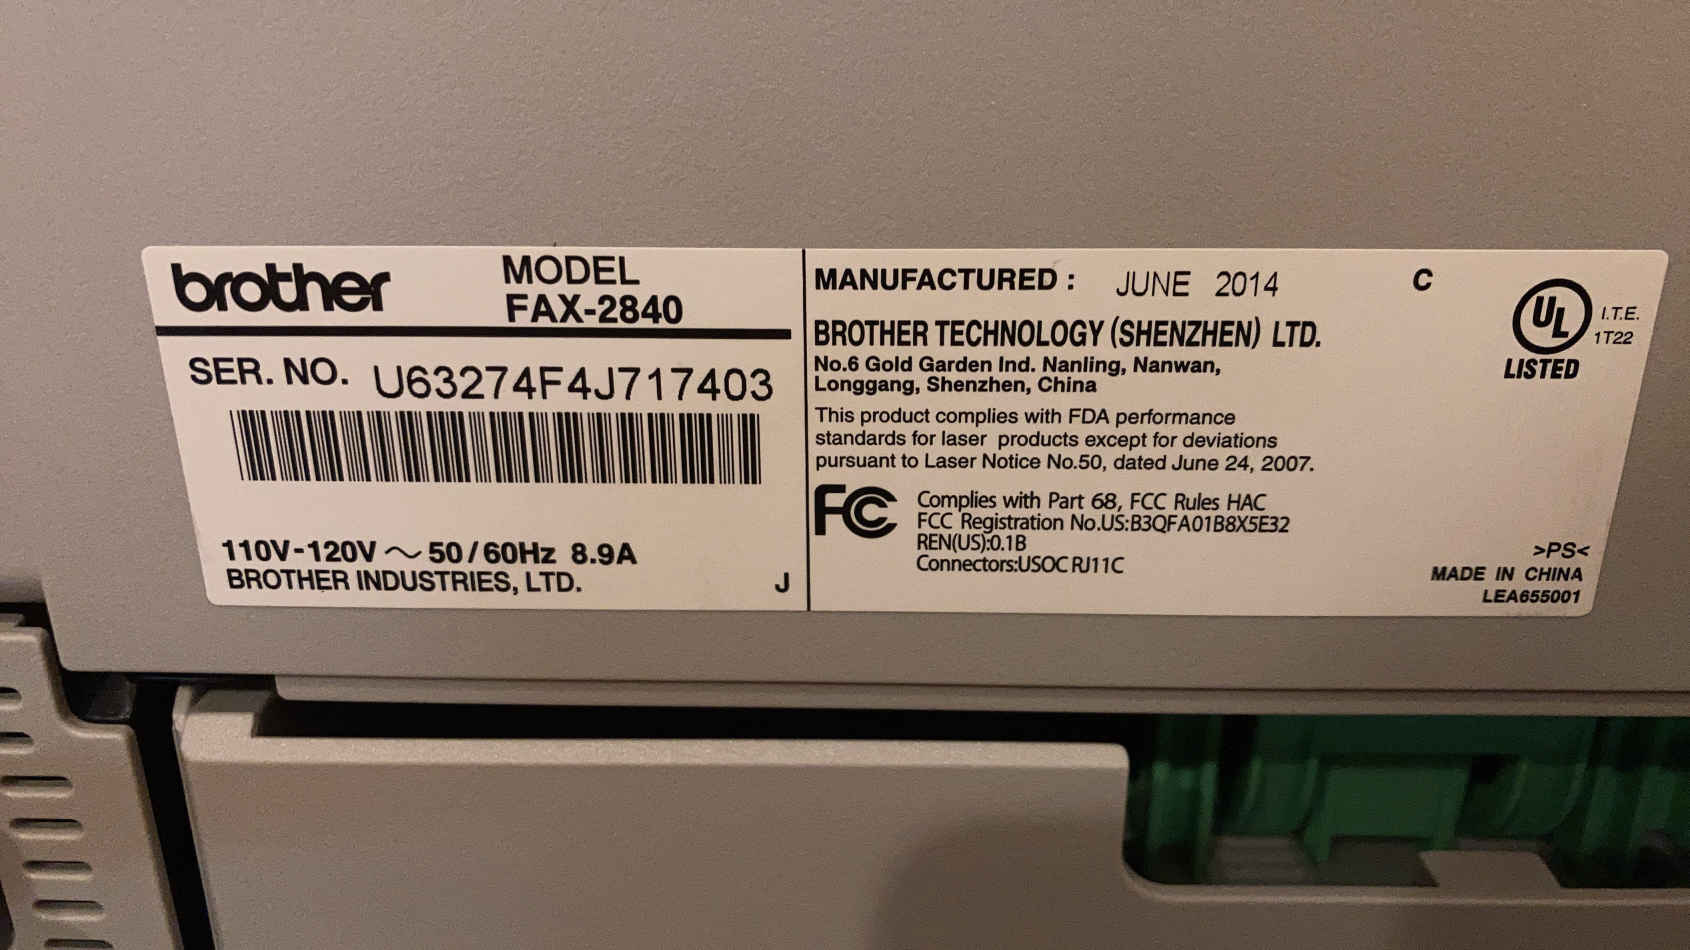 brother
MODEL
FAX-2840
SER. NO. U63274F4J717403
110V-120V ~ 50/60Hz 8.9A
BROTHER INDUSTRIES, LTD.
J
MANUFACTURED : JUNE 2014 C
BROTHER TECHNOLOGY (SHENZHEN) LTD.
No.6 Gold Garden Ind. Nanling, Nanwan,
Longgang, Shenzhen, China
This product complies with FDA performance
standards for laser products except for deviations
pursuant to Laser Notice No.50, dated June 24, 2007.
FC Complies with Part 68, FCC Rules HAC
FCC Registration No.US:B3QFA01B8X5E32
REN(US):0.1B
Connectors:USOC RJ11C
UL
LISTED
I.T.E.
1T22
>PS<
MADE IN CHINA
LEA655001